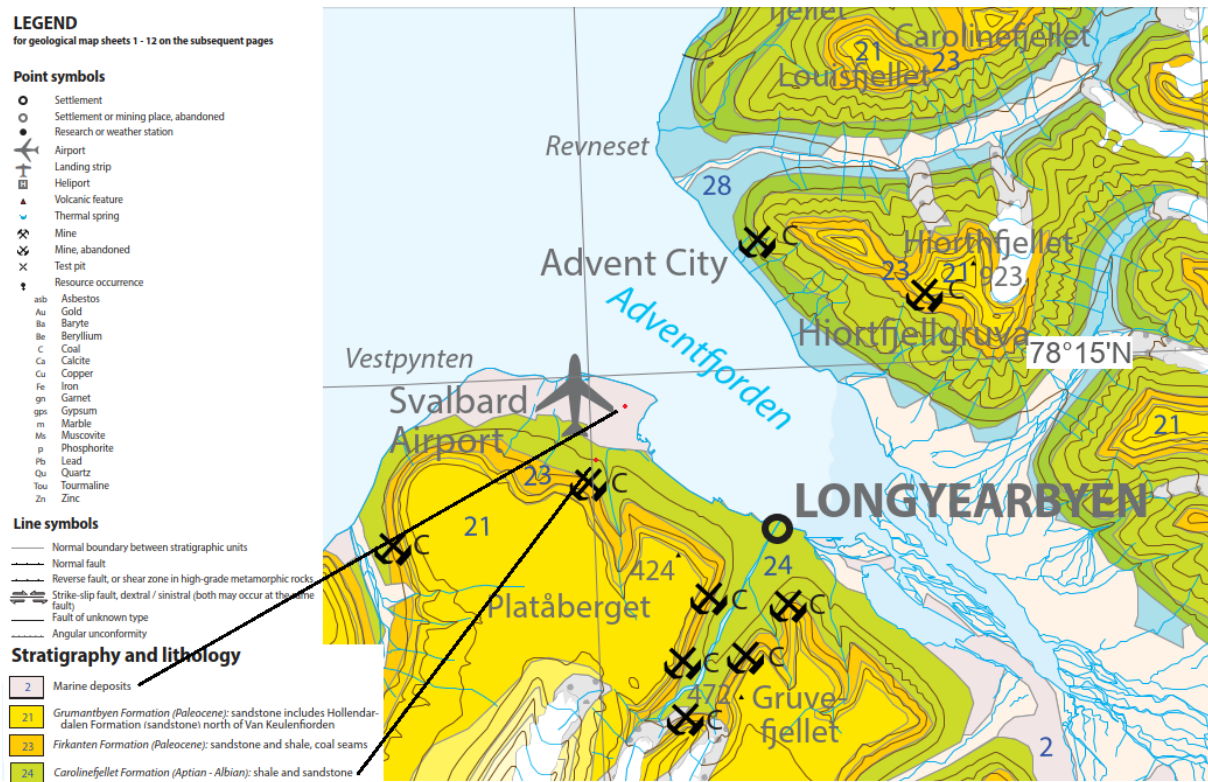 LEGEND
for geological map sheets 1 - 12 on the subsequent pages
Point symbols
Settlement
Settlement or mining place, abandoned
Research or weather station
Airport
Landing strip
H Heliport
Volcanic feature
Thermal spring
Mine
Mine, abandoned
Test pit
Resource occurrence
asb Asbestos
Au Gold
Ba Baryte
Be Beryllium
C Coal
Ca Calcite
Cu Copper
Fe Iron
gn Garnet
gps Gypsum
m Marble
Ms Muscovite
p Phosphorite
Pb Lead
Qu Quartz
Tou Tourmaline
Zn Zinc
Line symbols
Normal boundary between stratigraphic units
Normal fault
Reverse fault, or shear zone in high-grade metamorphic rocks
Strike-slip fault, dextral / sinistral (both may occur at the same
fault)
Fault of unknown type
Angular unconformity
Stratigraphy and lithology
2 Marine deposits
21 Grumantbyen Formation (Paleocene): sandstone includes Hollendar-
dalen Formation (sandstone) north of Van Keulenfjorden
23 Firkanten Formation (Paleocene): sandstone and shale, coal seams
24 Carolinefjellet Formation (Aptian - Albian): shale and sandstone
fjellet
Carolinefjellet
21
23
Louisfjellet
Revneset
28
C
Advent City
Hiorthfjellet
23
21
923
C
Adventfjorden
Hiortfjellgruva
78°15'N
Vestpynten
Svalbard
Airport
21
23
C
21
C
LONGYEARBYEN
424
24
Platåberget
C
C
C
C
472
Gruve-
fjellet
C
2